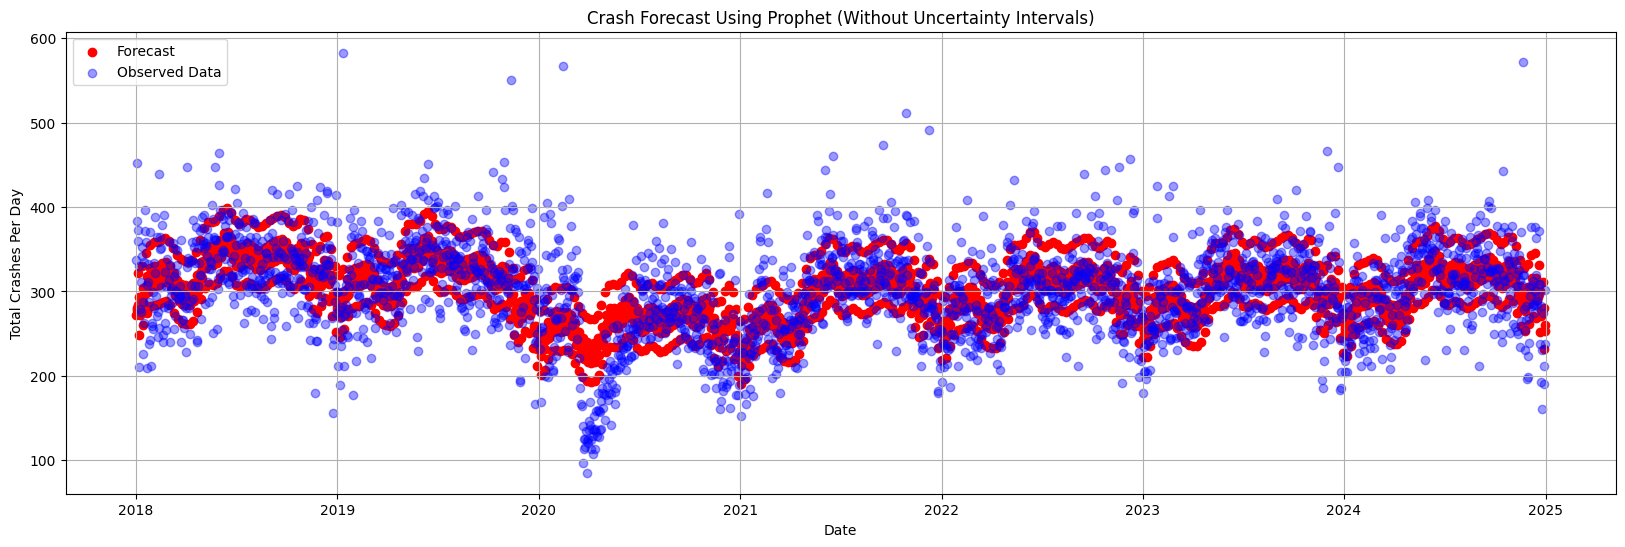 Crash Forecast Using Prophet (Without Uncertainty Intervals)
600
Forecast
Observed Data
500
400
300
200
100
Total Crashes Per Day
2018 2019 2020 2021 2022 2023 2024 2025
Date